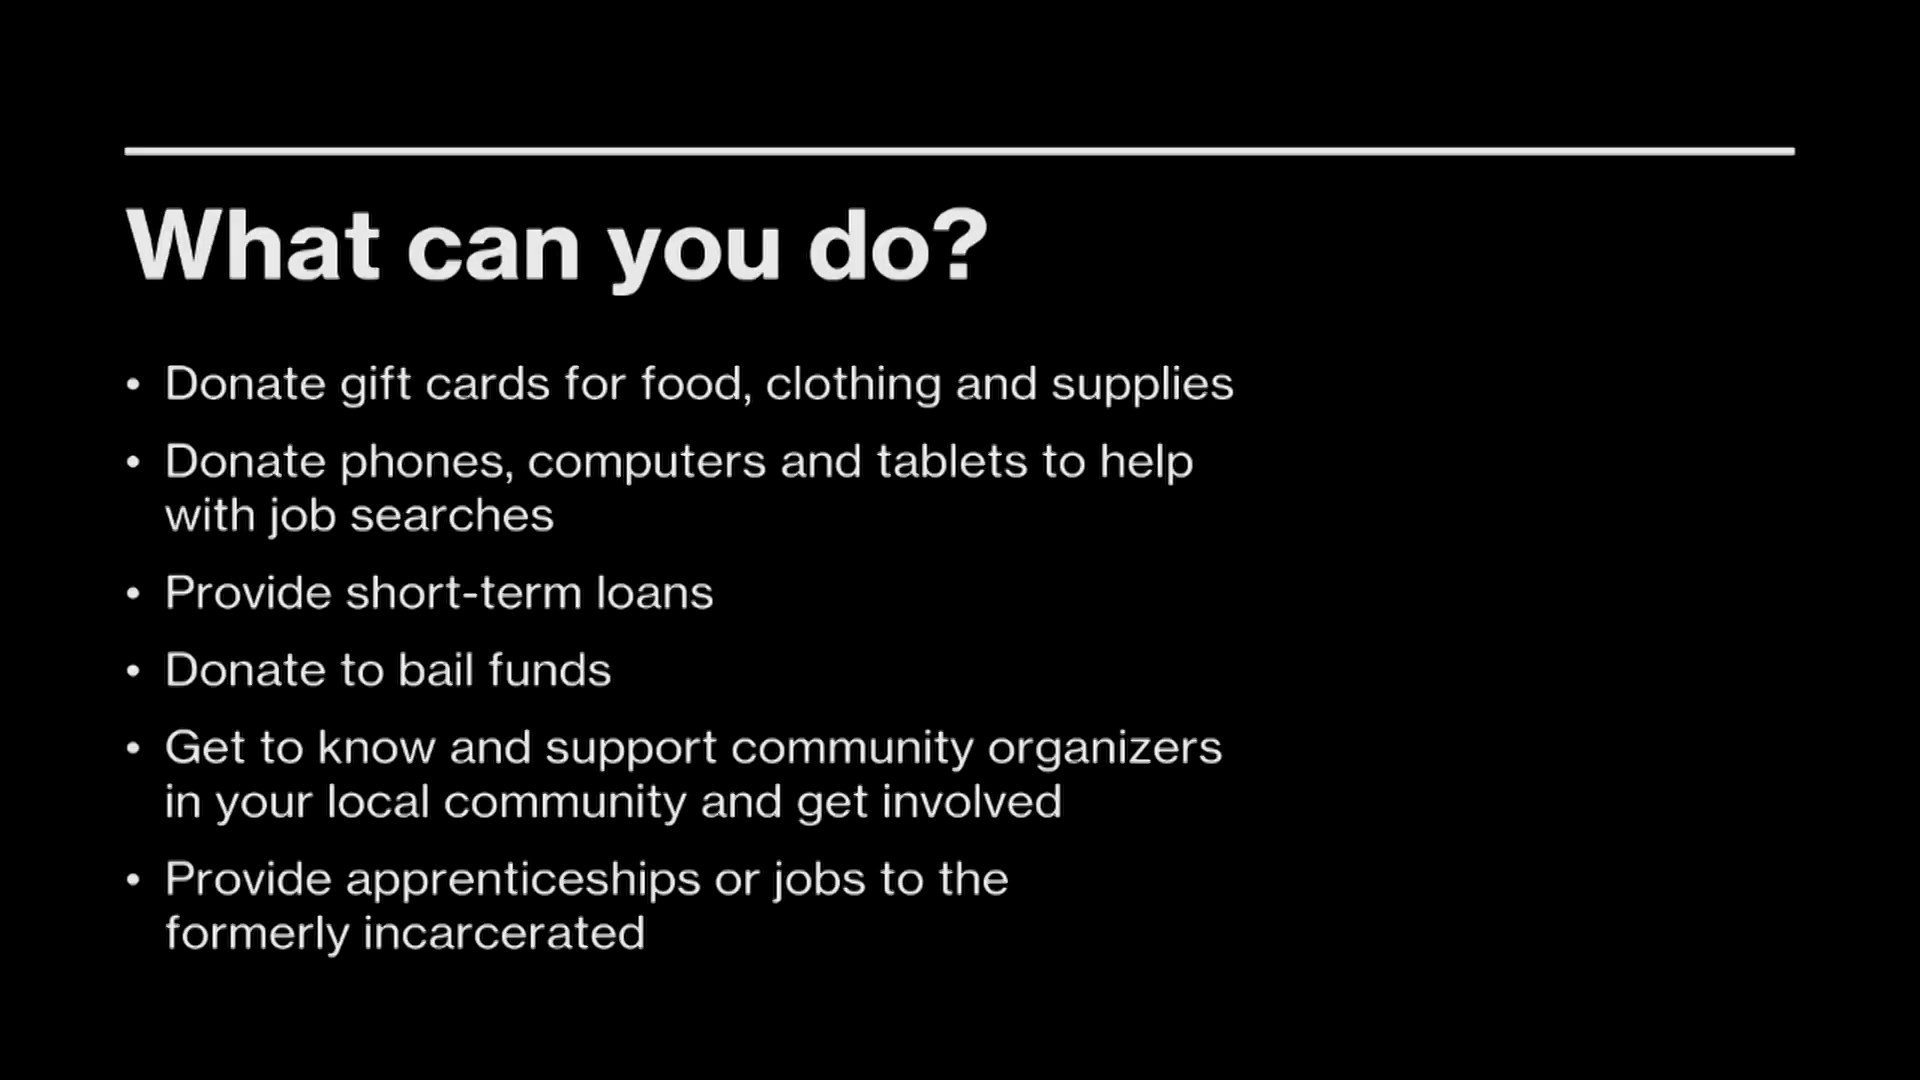 What can you do?
• Donate gift cards for food, clothing and supplies
• Donate phones, computers and tablets to help
with job searches
• Provide short-term loans
• Donate to bail funds
• Get to know and support community organizers
in your local community and get involved
• Provide apprenticeships or jobs to the
formerly incarcerated